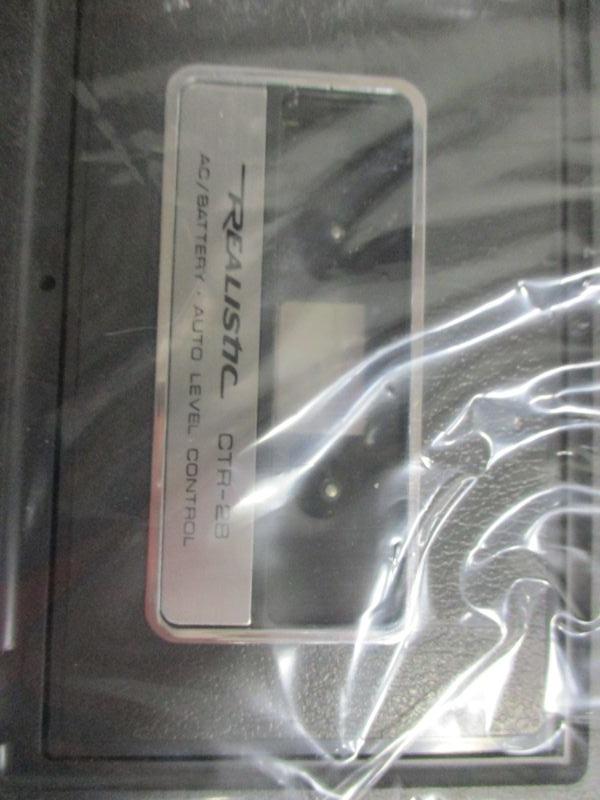 REALISTIC CTR-28
AC/BATTERY · AUTO LEVEL CONTROL